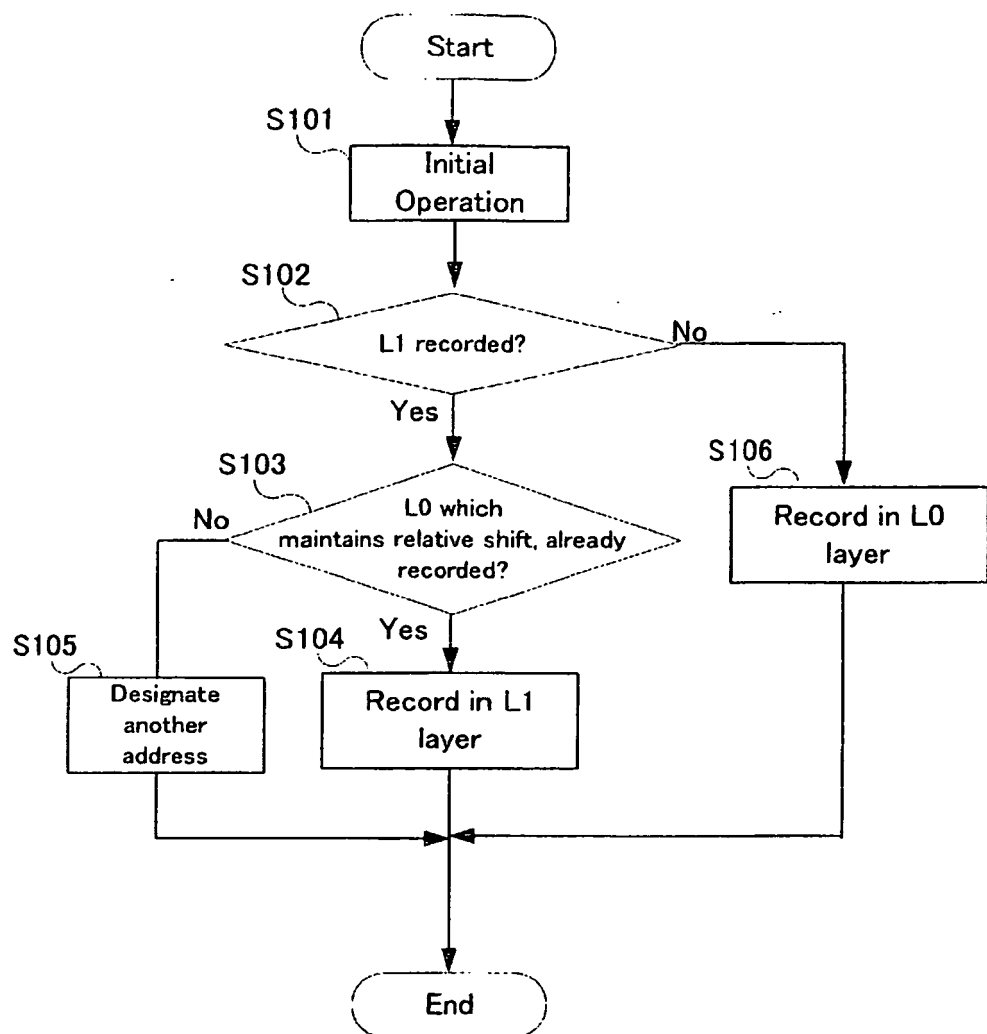 Start
S101
Initial
Operation
S102
L1 recorded?
No
Yes
S103
L0 which
maintains relative shift, already
recorded?
No
Yes
S106
Record in L0
layer
S105
Designate
another
address
S104
Record in L1
layer
End